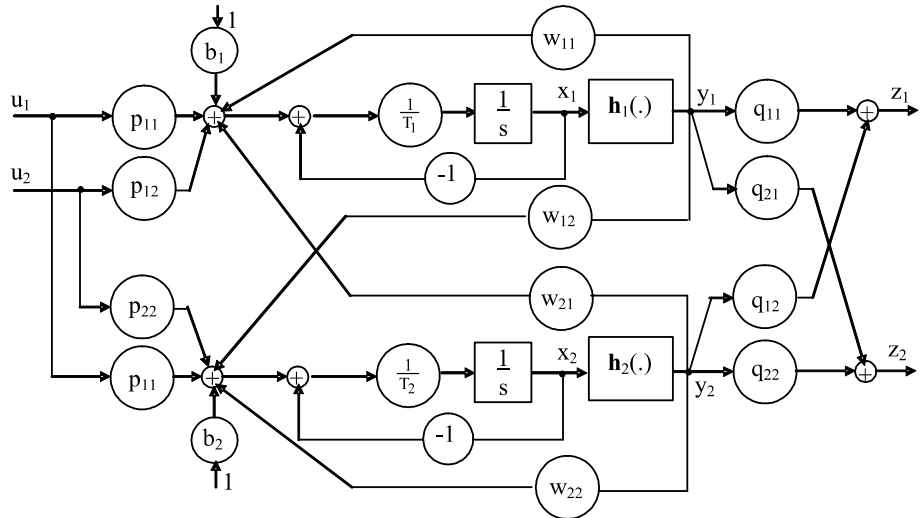 1
b₁
w₁₁
u₁
p₁₁
+
+
1/T₁
1/s
x₁
h₁(.)
y₁
q₁₁
+
z₁
u₂
p₁₂
-1
q₂₁
w₁₂
p₂₂
w₂₁
q₁₂
p₁₁
+
+
1/T₂
1/s
x₂
h₂(.)
y₂
q₂₂
+
z₂
b₂
-1
1
w₂₂